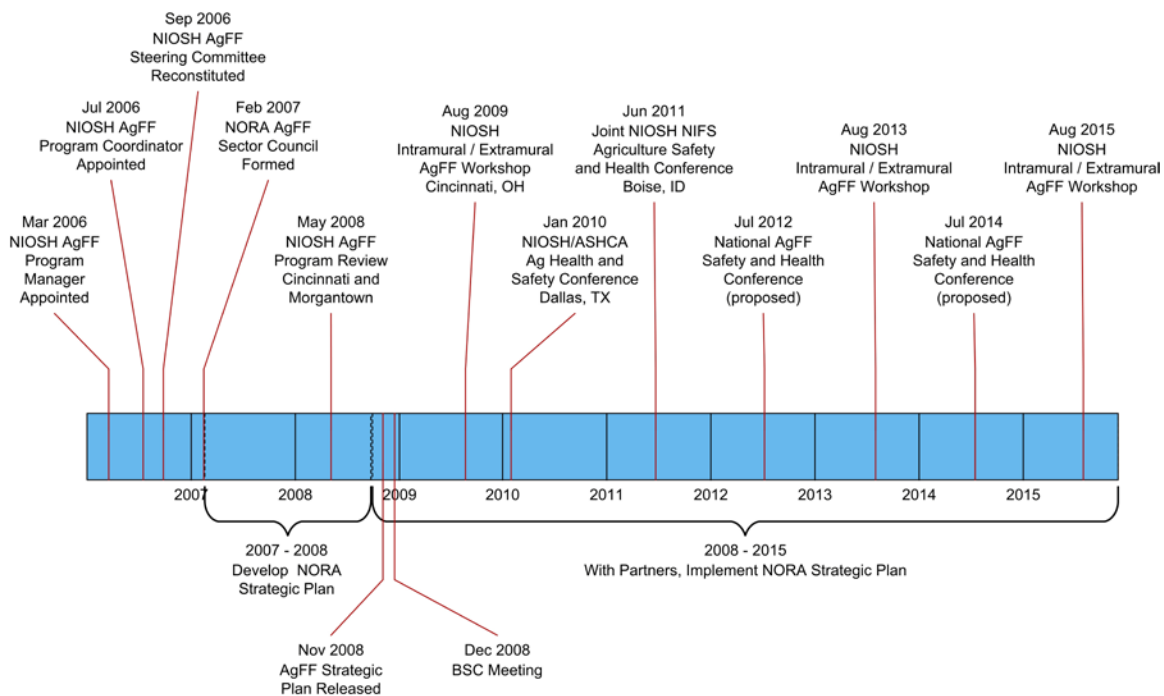 Sep 2006
NIOSH AgFF
Steering Committee
Reconstituted
Jul 2006
NIOSH AgFF
Program Coordinator
Appointed
Feb 2007
NORA AgFF
Sector Council
Formed
Mar 2006
NIOSH AgFF
Program
Manager
Appointed
May 2008
NIOSH AgFF
Program Review
Cincinnati and
Morgantown
Aug 2009
NIOSH
Intramural / Extramural
AgFF Workshop
Cincinnati, OH
Jan 2010
NIOSH/ASHCA
Ag Health and
Safety Conference
Dallas, TX
Jun 2011
Joint NIOSH NIFS
Agriculture Safety
and Health Conference
Boise, ID
Jul 2012
National AgFF
Safety and Health
Conference
(proposed)
Aug 2013
NIOSH
Intramural / Extramural
AgFF Workshop
Jul 2014
National AgFF
Safety and Health
Conference
(proposed)
Aug 2015
NIOSH
Intramural / Extramural
AgFF Workshop
2007
2008
2009
2010
2011
2012
2013
2014
2015
2007 - 2008
Develop NORA
Strategic Plan
2008 - 2015
With Partners, Implement NORA Strategic Plan
Nov 2008
AgFF Strategic
Plan Released
Dec 2008
BSC Meeting